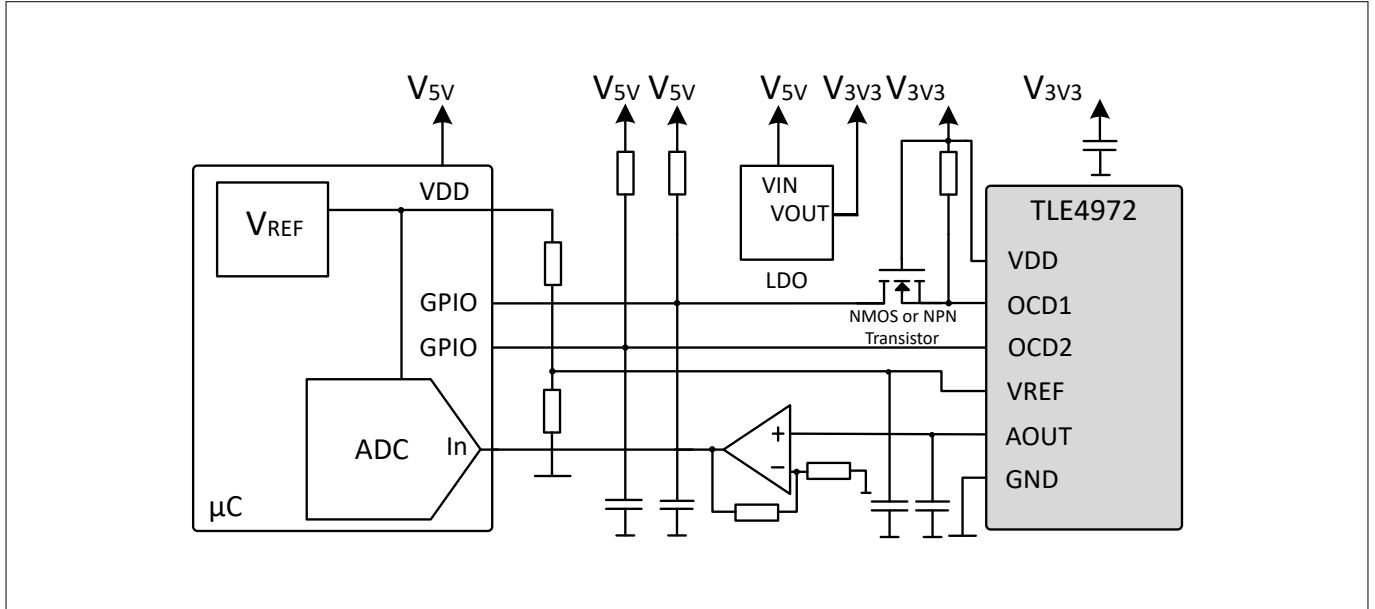 V5V
V5V
V5V
V5V
V3V3
V3V3
V3V3
VREF
VDD
VIN
VOUT
LDO
TLE4972
VDD
GPIO
NMOS or NPN
Transistor
OCD1
GPIO
OCD2
VREF
ADC
In
+
−
AOUT
GND
µC